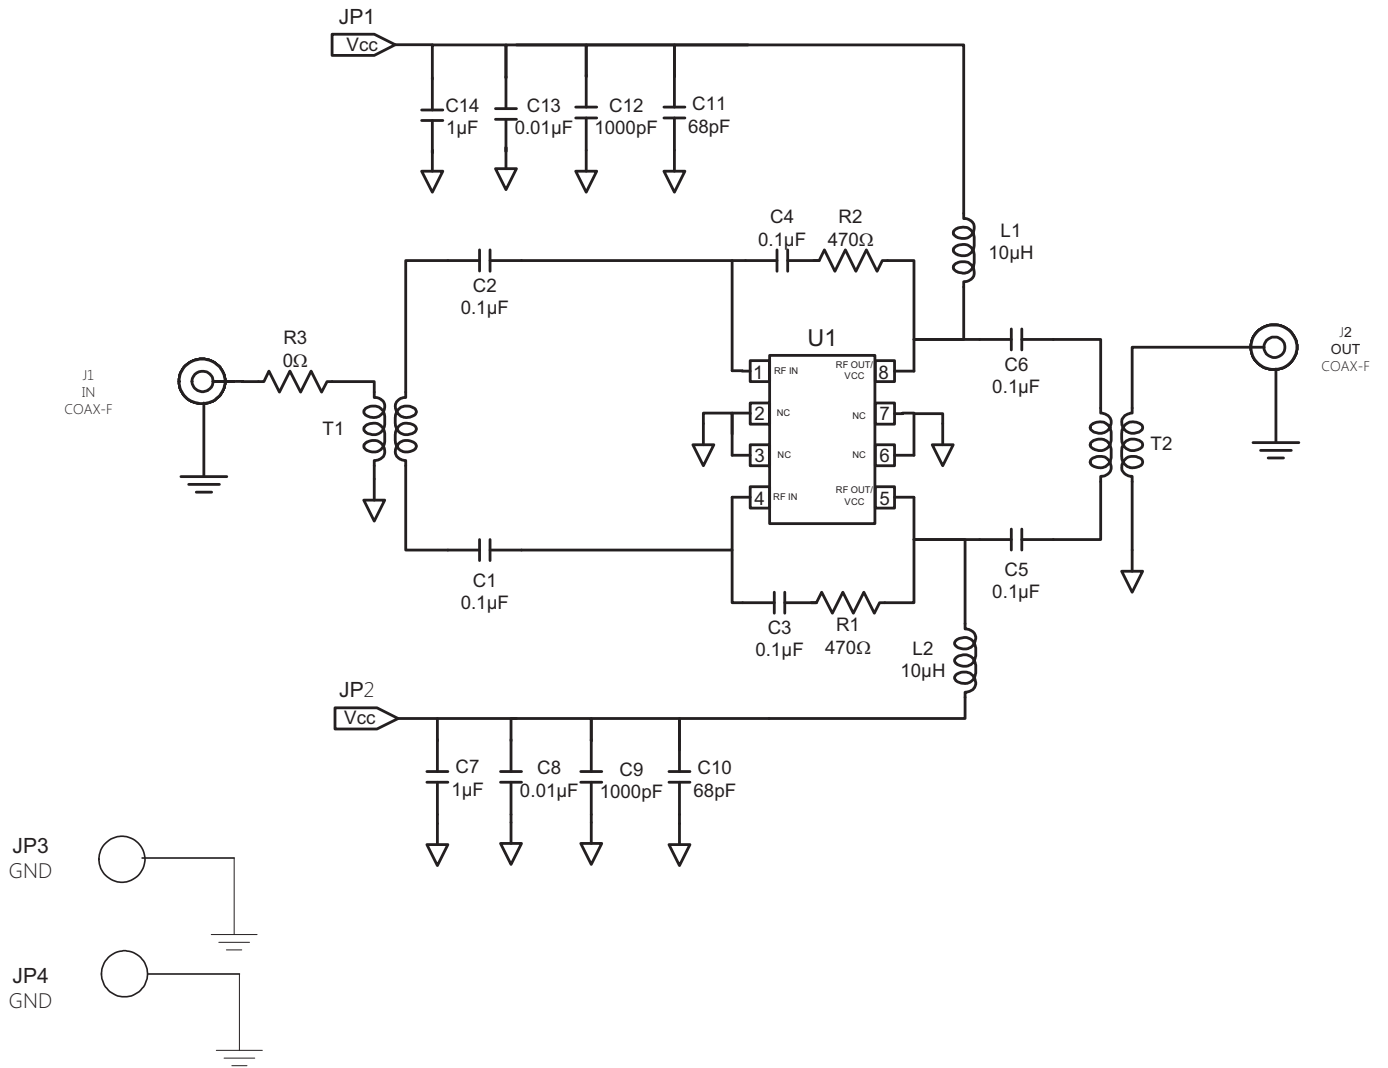 JP1
Vcc
C14
1µF
C13
0.01µF
C12
1000pF
C11
68pF
C4
0.1µF
R2
470Ω
L1
10µH
C2
0.1µF
R3
0Ω
J1
IN
COAX-F
T1
U1
1
RF IN
RF OUT/
VCC
8
2
NC
NC
7
3
NC
NC
6
4
RF IN
RF OUT/
VCC
5
C6
0.1µF
J2
OUT
COAX-F
T2
C1
0.1µF
C5
0.1µF
C3
0.1µF
R1
470Ω
L2
10µH
JP2
Vcc
C7
1µF
C8
0.01µF
C9
1000pF
C10
68pF
JP3
GND
JP4
GND